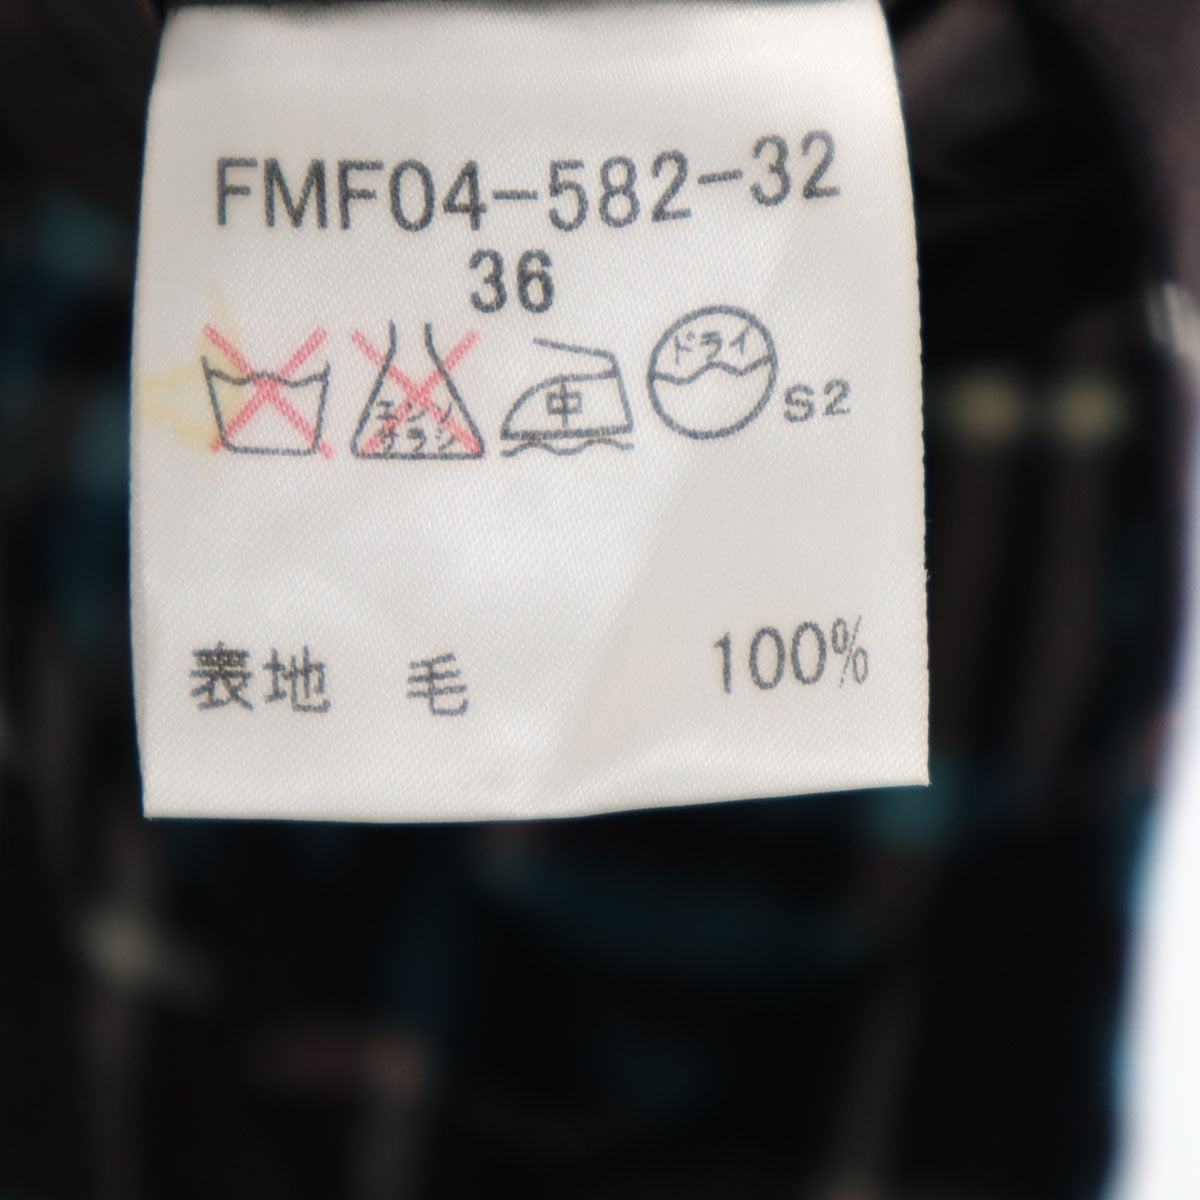 FMF04-582-32
36
エンソ
サラシ
中
ドライ
S2
表地 毛 100%